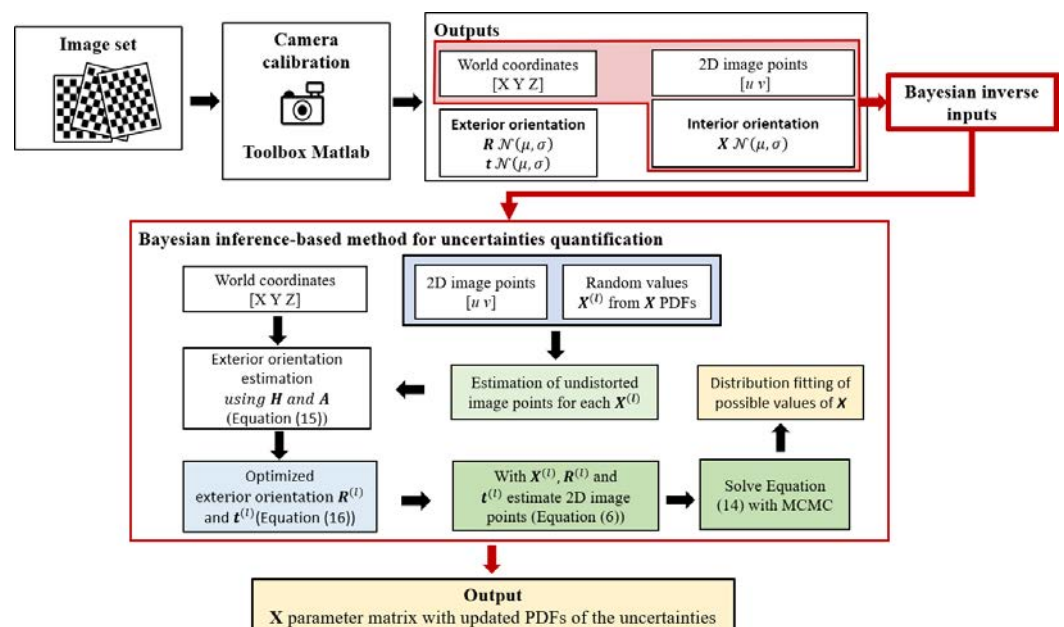 Image set
Camera
calibration
Toolbox Matlab
Outputs
World coordinates
[X Y Z]
2D image points
[u v]
Exterior orientation
R 𝒩(μ, σ)
t 𝒩(μ, σ)
Interior orientation
X 𝒩(μ, σ)
Bayesian inverse
inputs
Bayesian inference-based method for uncertainties quantification
World coordinates
[X Y Z]
2D image points
[u v]
Random values
X^(l) from X PDFs
Exterior orientation
estimation
using H and A
(Equation (15))
Estimation of undistorted
image points for each X^(l)
Distribution fitting of
possible values of X
Optimized
exterior orientation R^(l)
and t^(l)(Equation (16))
With X^(l), R^(l) and
t^(l) estimate 2D image
points (Equation (6))
Solve Equation
(14) with MCMC
Output
X parameter matrix with updated PDFs of the uncertainties